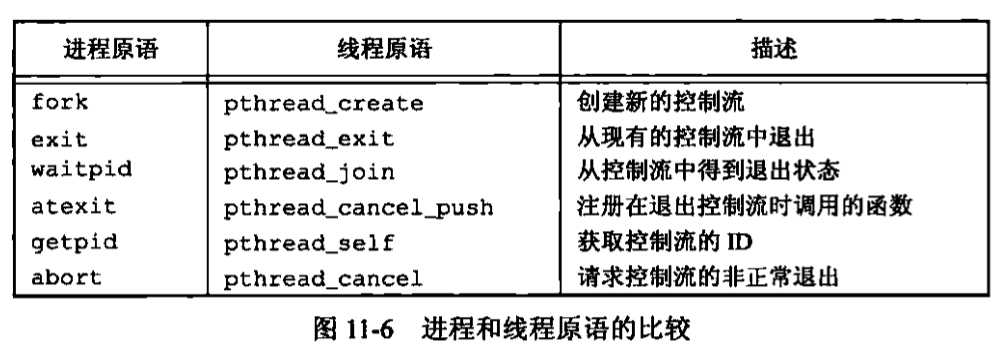 进程原语 线程原语 描述
fork pthread_create 创建新的控制流
exit pthread_exit 从现有的控制流中退出
waitpid pthread_join 从控制流中得到退出状态
atexit pthread_cancel_push 注册在退出控制流时调用的函数
getpid pthread_self 获取控制流的 ID
abort pthread_cancel 请求控制流的非正常退出
图 11-6 进程和线程原语的比较